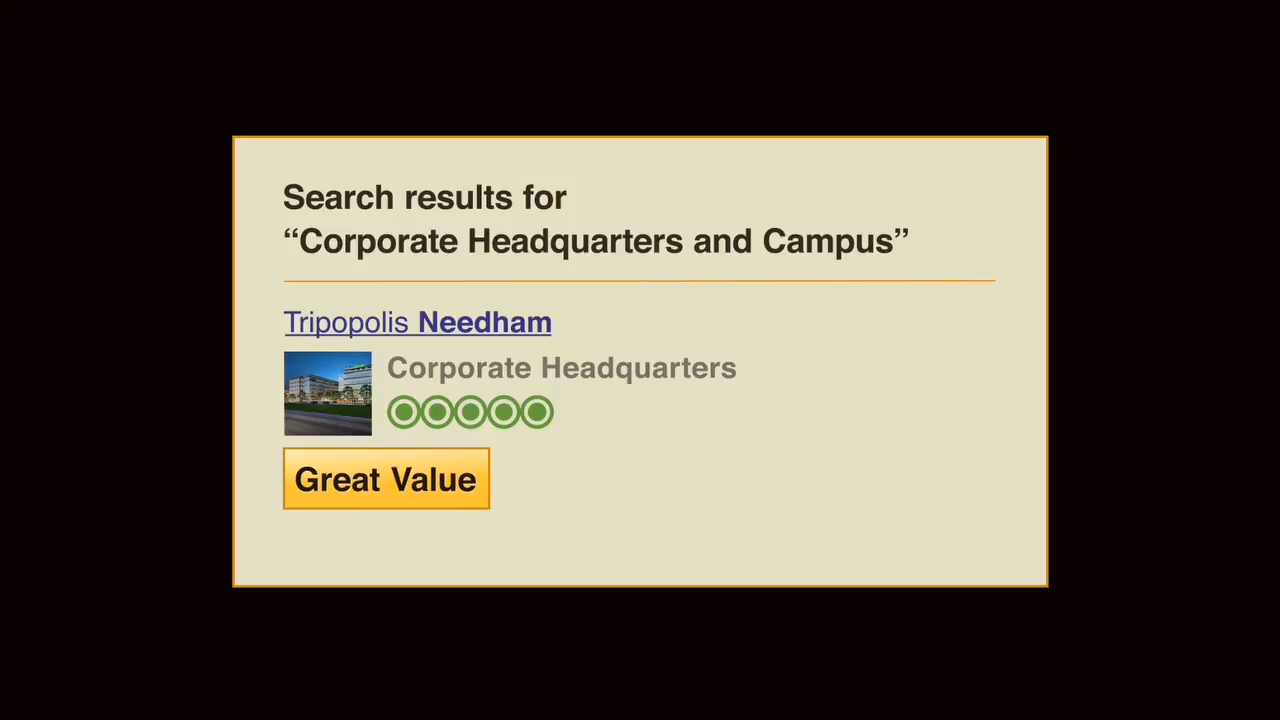 Search results for
“Corporate Headquarters and Campus”
Tripopolis Needham
Corporate Headquarters
Great Value